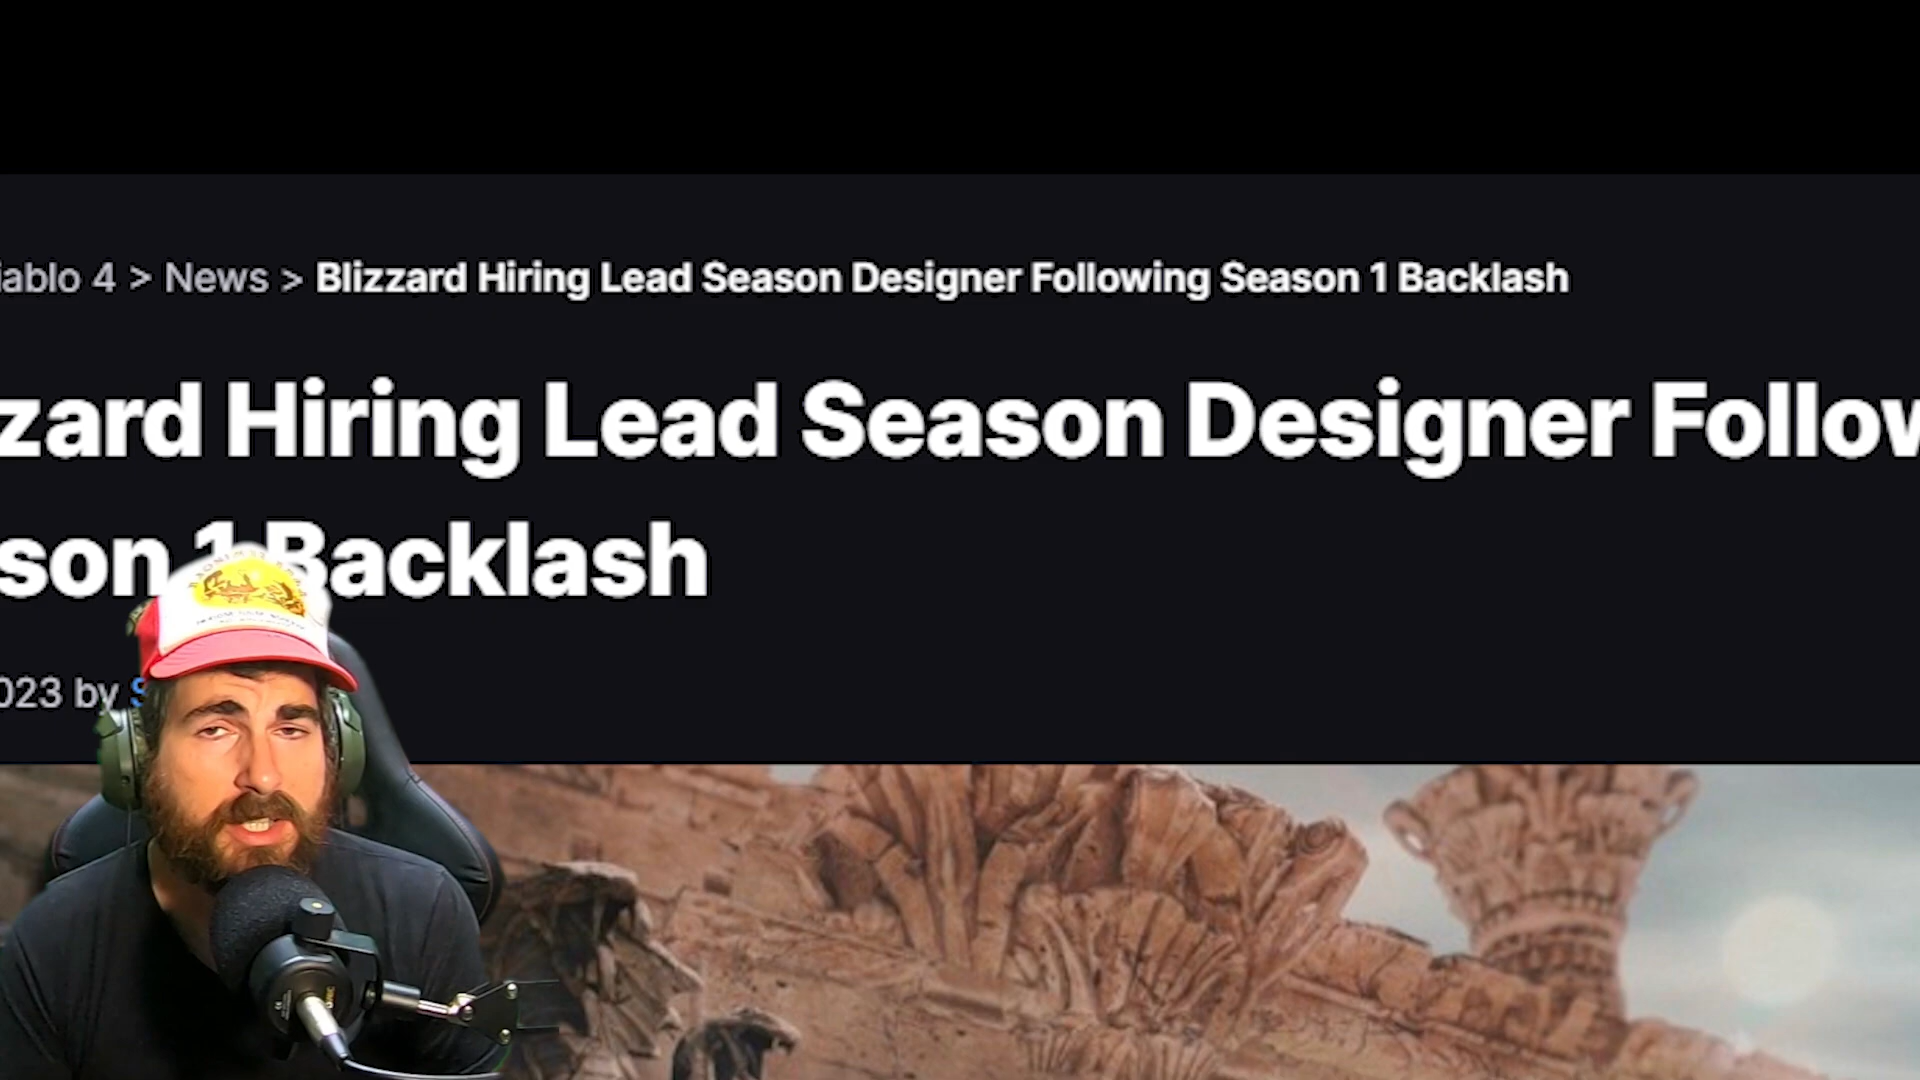 iablo 4 > News > Blizzard Hiring Lead Season Designer Following Season 1 Backlash
zzard Hiring Lead Season Designer Follow
son 1 Backlash
023 by S